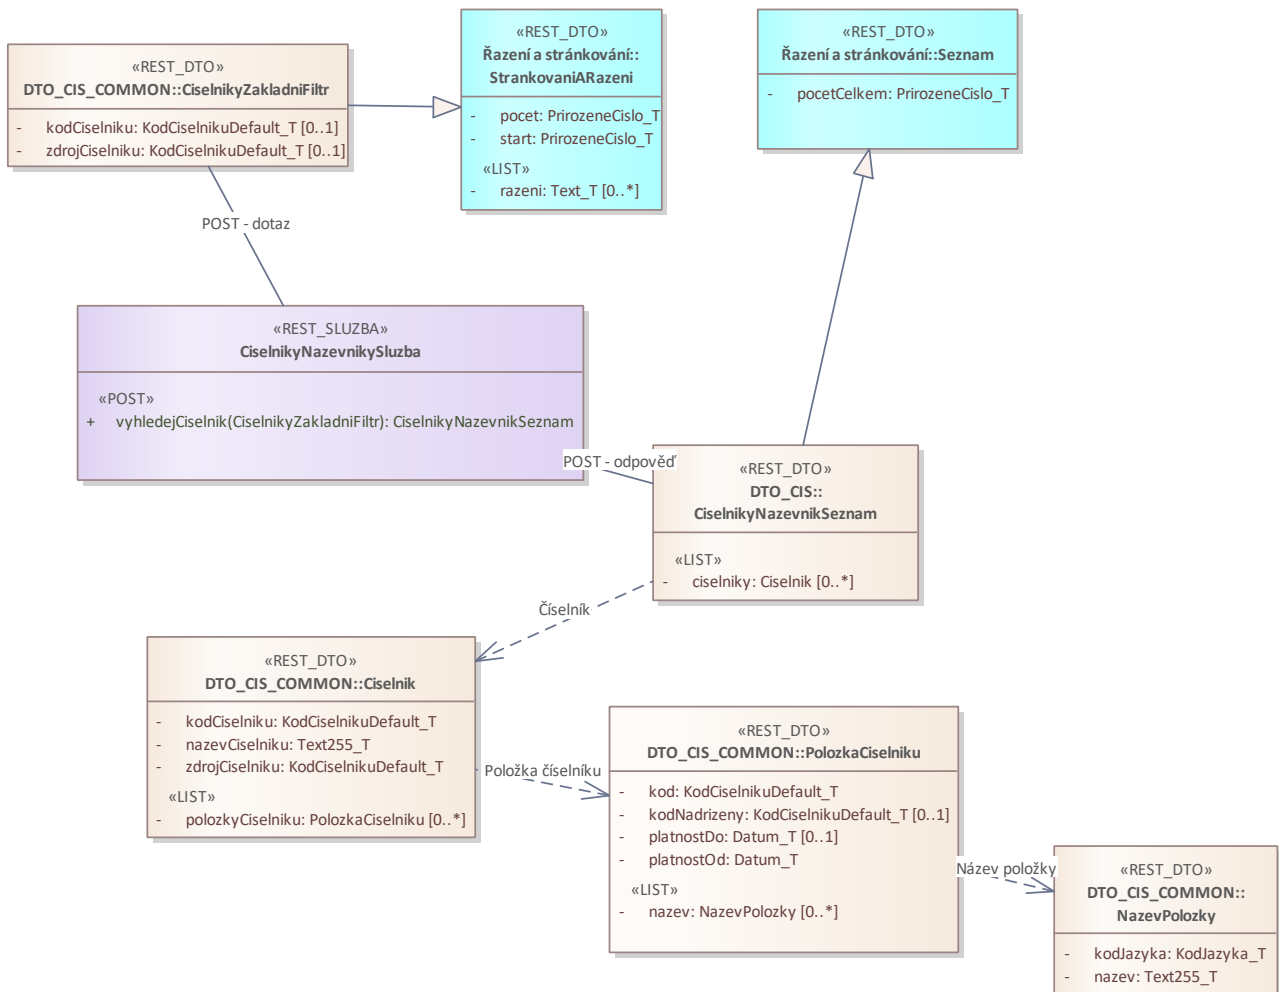 «REST_DTO»
DTO_CIS_COMMON::CiselnikyZakladniFiltr
- kodCiselniku: KodCiselnikuDefault_T [0..1]
- zdrojCiselniku: KodCiselnikuDefault_T [0..1]
«REST_DTO»
Řazení a stránkování::
StrankovaniARazeni
- pocet: PrirozeneCislo_T
- start: PrirozeneCislo_T
«LIST»
- razeni: Text_T [0..*]
«REST_DTO»
Řazení a stránkování::Seznam
- pocetCelkem: PrirozeneCislo_T
POST - dotaz
«REST_SLUZBA»
CiselnikyNazevnikySluzba
«POST»
+ vyhledejCiselnik(CiselnikyZakladniFiltr): CiselnikyNazevnikSeznam
POST - odpověď
«REST_DTO»
DTO_CIS::
CiselnikyNazevnikSeznam
«LIST»
- ciselniky: Ciselnik [0..*]
Číselník
«REST_DTO»
DTO_CIS_COMMON::Ciselnik
- kodCiselniku: KodCiselnikuDefault_T
- nazevCiselniku: Text255_T
- zdrojCiselniku: KodCiselnikuDefault_T
«LIST»
- polozkyCiselniku: PolozkaCiselniku [0..*]
Položka číselníku
«REST_DTO»
DTO_CIS_COMMON::PolozkaCiselniku
- kod: KodCiselnikuDefault_T
- kodNadrizeny: KodCiselnikuDefault_T [0..1]
- platnostDo: Datum_T [0..1]
- platnostOd: Datum_T
«LIST»
- nazev: NazevPolozky [0..*]
Název položky
«REST_DTO»
DTO_CIS_COMMON::
NazevPolozky
- kodJazyka: KodJazyka_T
- nazev: Text255_T